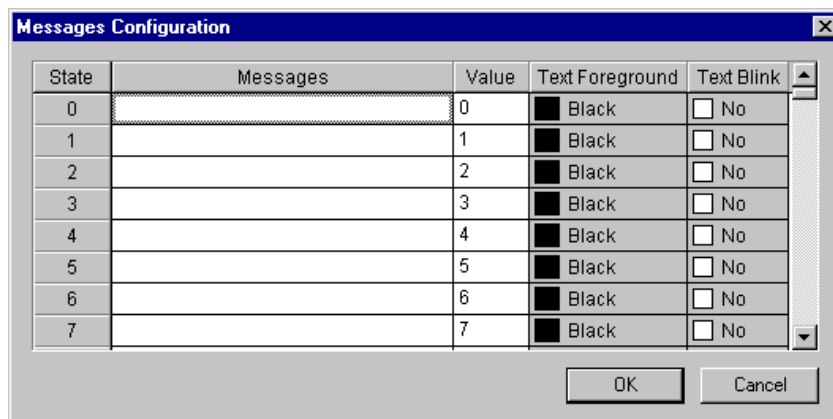 Messages Configuration
State Messages Value Text Foreground Text Blink
0 0 Black No
1 1 Black No
2 2 Black No
3 3 Black No
4 4 Black No
5 5 Black No
6 6 Black No
7 7 Black No
OK Cancel